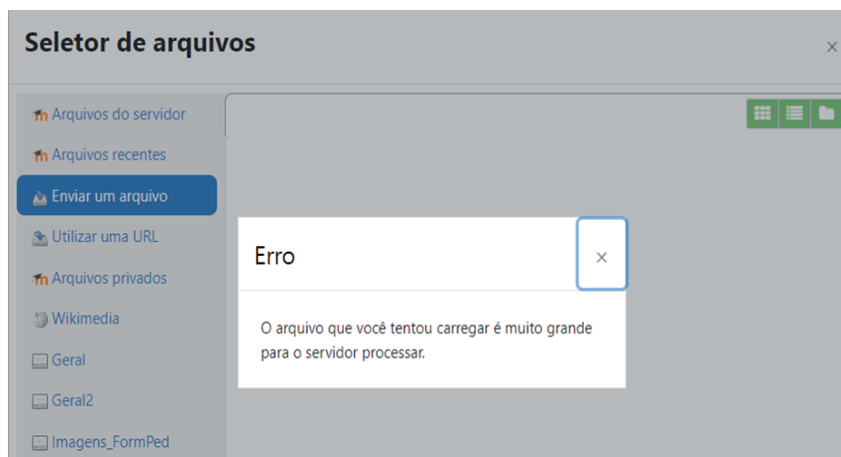 Seletor de arquivos
Arquivos do servidor
Arquivos recentes
Enviar um arquivo
Utilizar uma URL
Arquivos privados
Wikimedia
Geral
Geral2
Imagens_FormPed
Erro
O arquivo que você tentou carregar é muito grande
para o servidor processar.